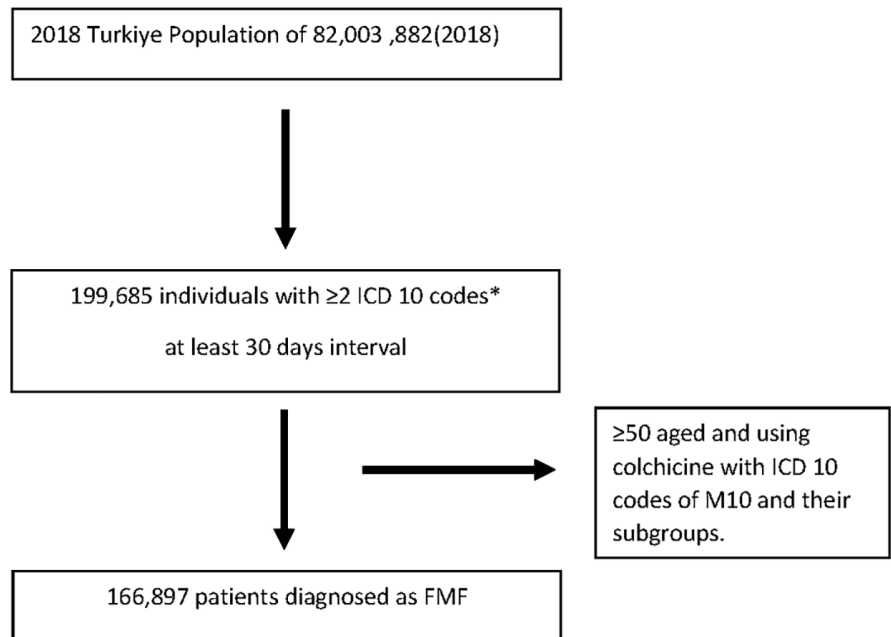 2018 Turkiye Population of 82,003 ,882(2018)
199,685 individuals with ≥2 ICD 10 codes*
at least 30 days interval
≥50 aged and using
colchicine with ICD 10
codes of M10 and their
subgroups.
166,897 patients diagnosed as FMF